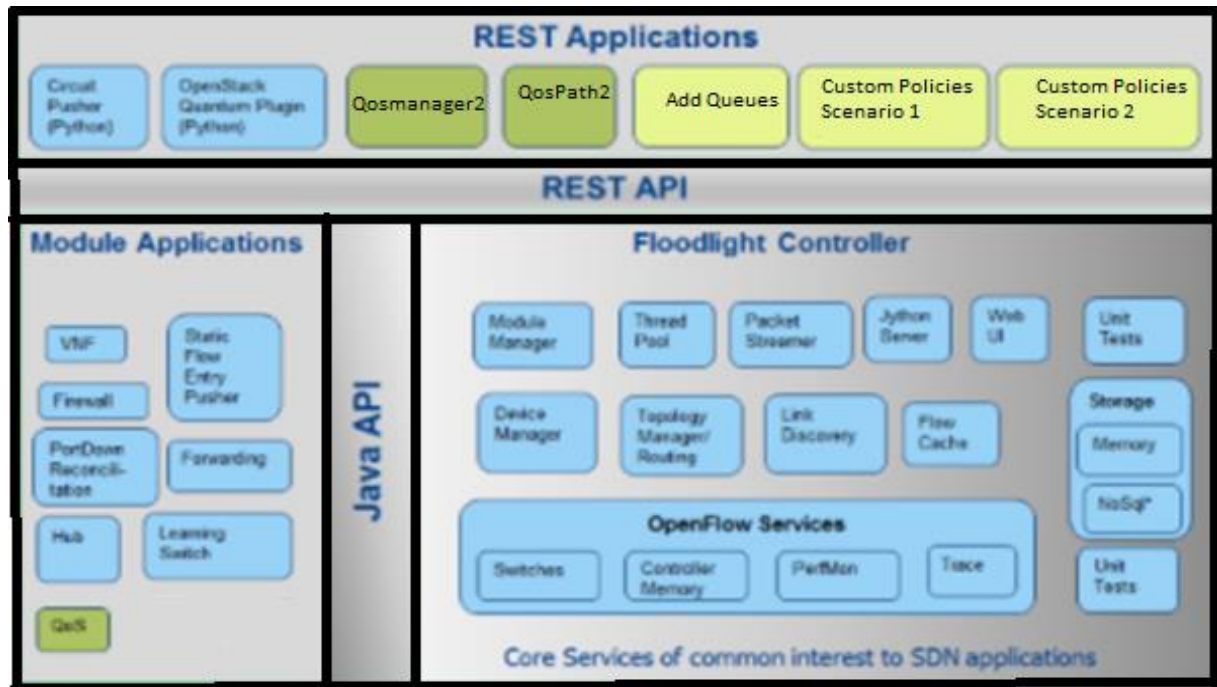 REST Applications
Circuit
Pusher
(Python)
OpenStack
Quantum Plugin
(Python)
Qosmanager2
QosPath2
Add Queues
Custom Policies
Scenario 1
Custom Policies
Scenario 2
REST API
Module Applications
VNF
Static
Flow
Entry
Pusher
Firewall
PortDown
Reconcili-
tation
Forwarding
Hub
Learning
Switch
QoS
Java API
Floodlight Controller
Module
Manager
Thread
Pool
Packet
Streamer
Jython
Server
Web
UI
Unit
Tests
Device
Manager
Topology
Manager/
Routing
Link
Discovery
Flow
Cache
Storage
Memory
NoSql*
OpenFlow Services
Switches
Controller
Memory
PerfMon
Trace
Unit
Tests
Core Services of common interest to SDN applications